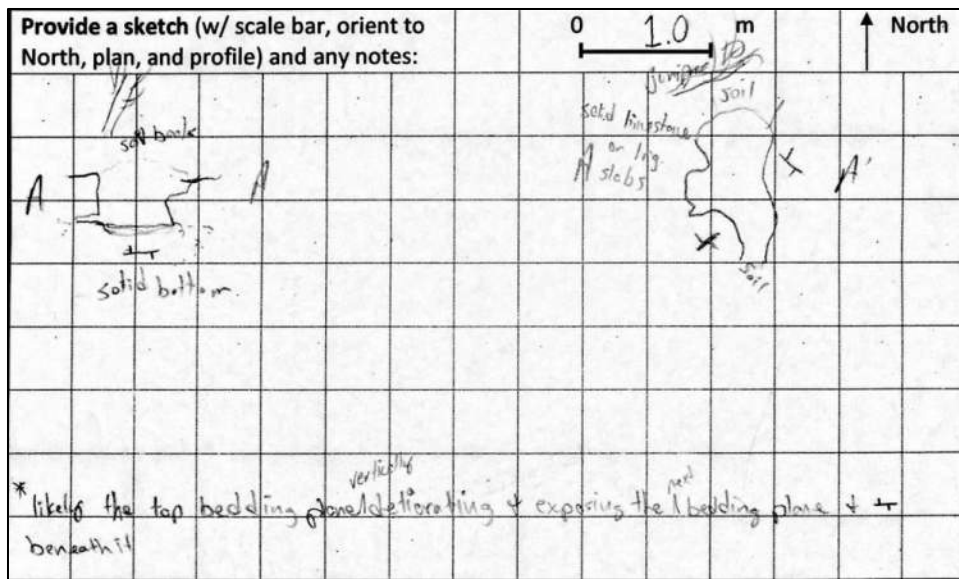 Provide a sketch (w/ scale bar, orient to
North, plan, and profile) and any notes:
0 1.0 m
North
juniper
soil
solid limestone
or lrg.
slabs
A
A'
soil
A
A
solid bottom
vertically next
* likely the top bedding plane detiorating & exposing the bedding plane &
beneath it